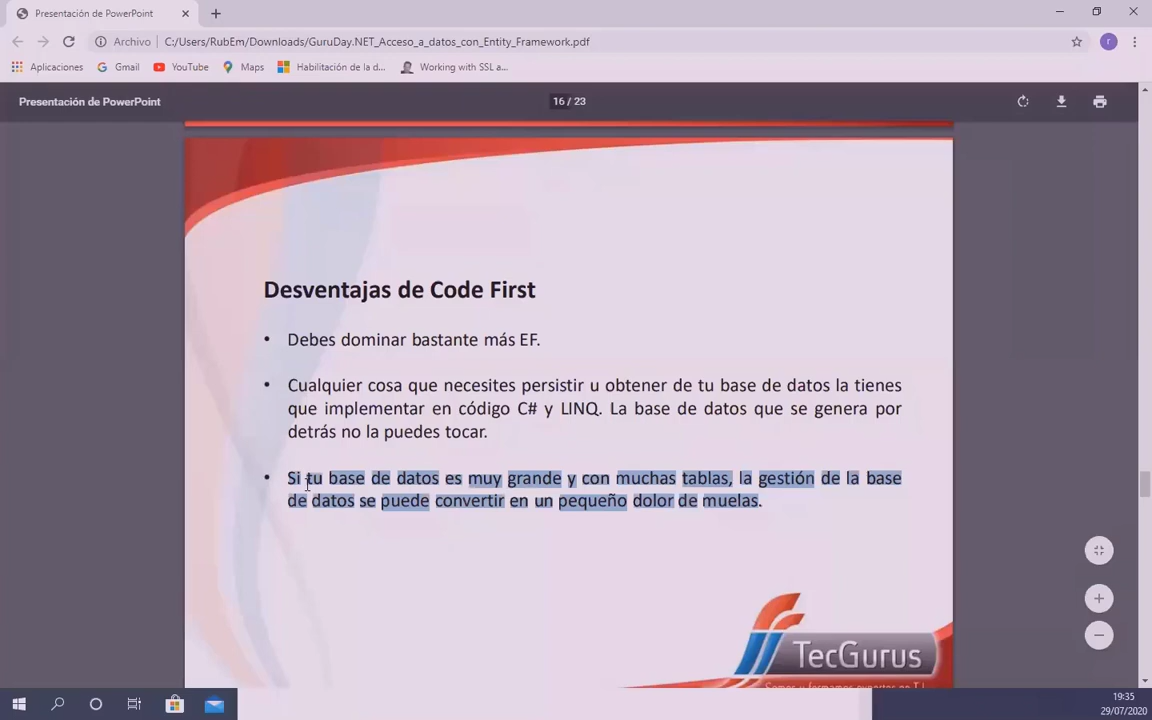 Presentación de PowerPoint
Archivo C:/Users/RubEm/Downloads/GuruDay.NET_Acceso_a_datos_con_Entity_Framework.pdf r
Aplicaciones Gmail YouTube Maps Habilitación de la d... Working with SSL a...
Presentación de PowerPoint 16 / 23
Desventajas de Code First
• Debes dominar bastante más EF.
• Cualquier cosa que necesites persistir u obtener de tu base de datos la tienes
que implementar en código C# y LINQ. La base de datos que se genera por
detrás no la puedes tocar.
• Si tu base de datos es muy grande y con muchas tablas, la gestión de la base
de datos se puede convertir en un pequeño dolor de muelas.
TecGurus
Somos y formamos expertos en T.I.
19:35
29/07/2020